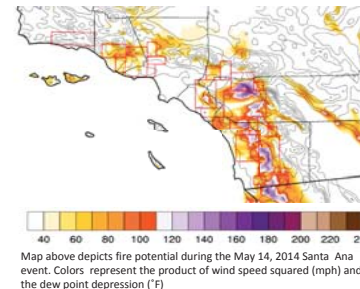 40 60 80 100 120 140 160 180 200 220
Map above depicts fire potential during the May 14, 2014 Santa Ana
event. Colors represent the product of wind speed squared (mph) and
the dew point depression (˚F)